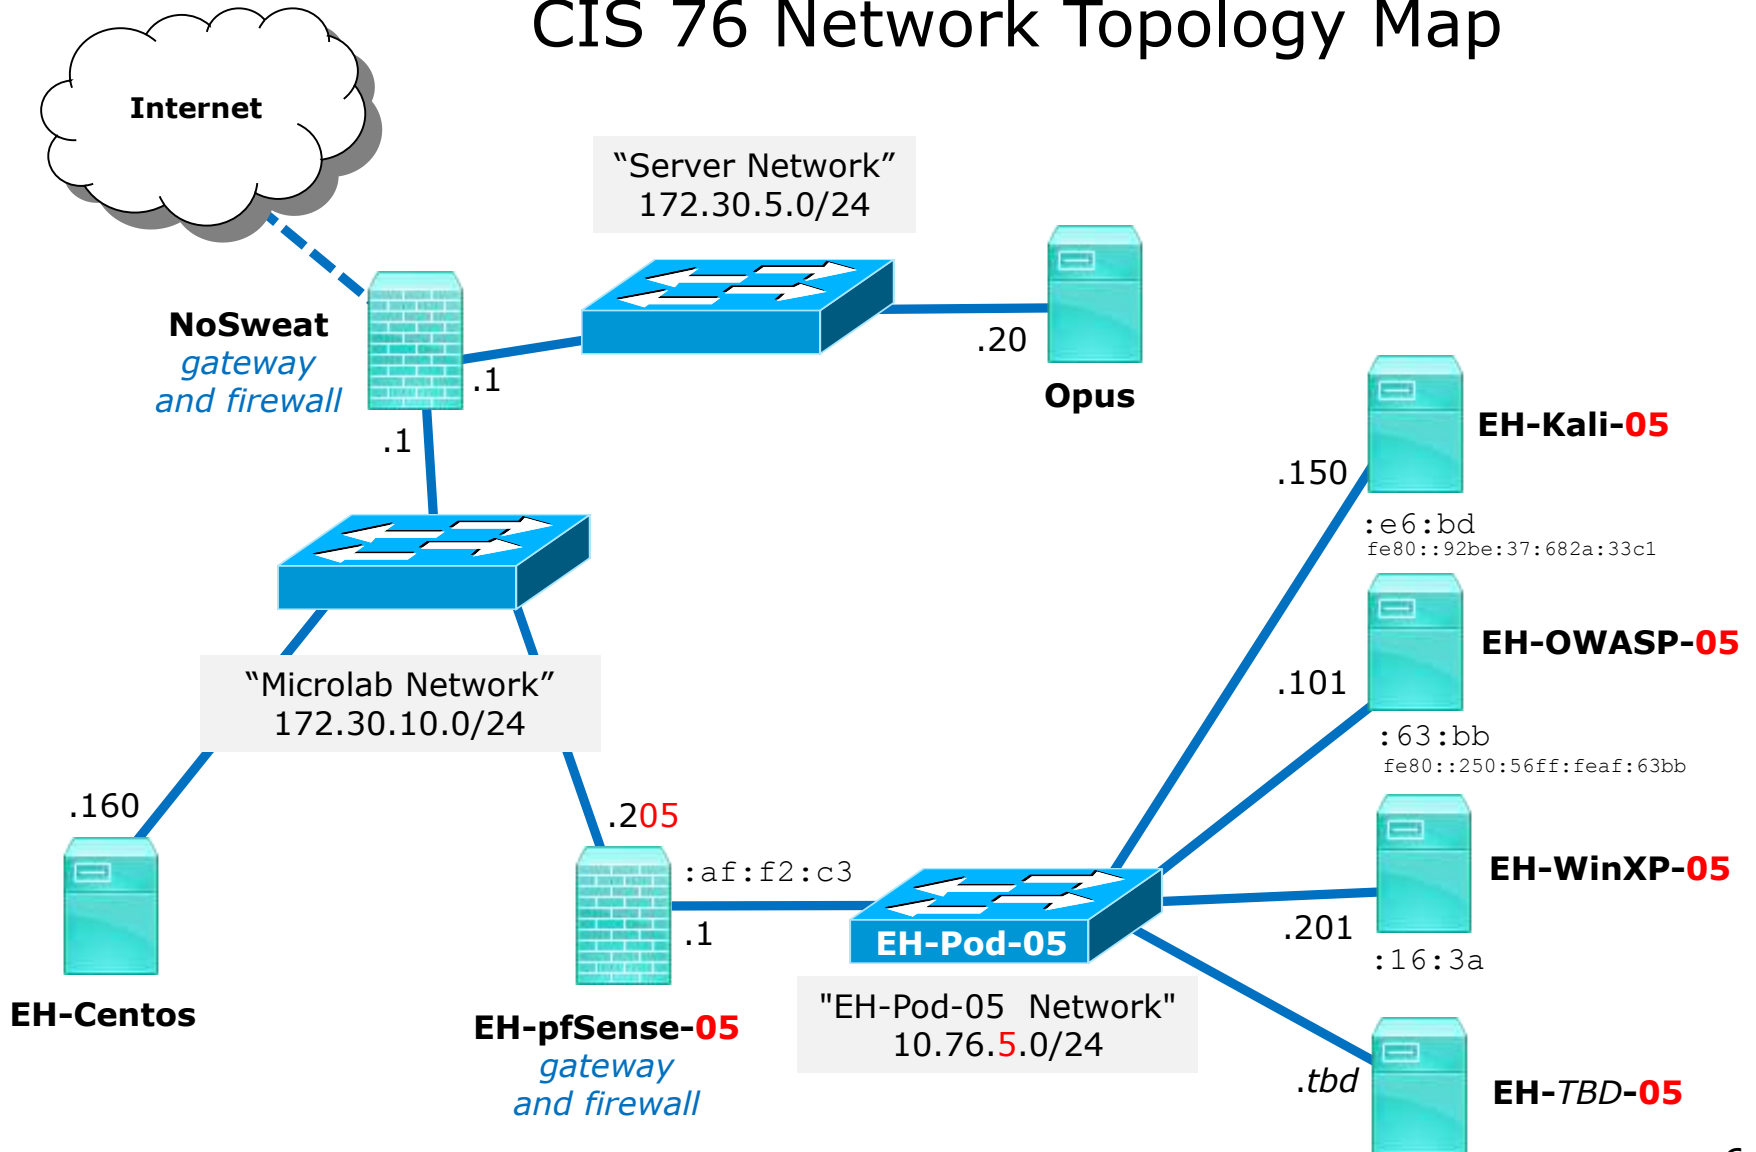 CIS 76 Network Topology Map
Internet
“Server Network”
172.30.5.0/24
NoSweat
gateway
and firewall
.1
.20
Opus
.1
EH-Kali-05
.150
:e6:bd
fe80::92be:37:682a:33c1
EH-OWASP-05
.101
:63:bb
fe80::250:56ff:feaf:63bb
“Microlab Network”
172.30.10.0/24
.160
.205
:af:f2:c3
.1
EH-Pod-05
EH-WinXP-05
.201
:16:3a
EH-Centos
EH-pfSense-05
gateway
and firewall
"EH-Pod-05  Network"
10.76.5.0/24
.tbd
EH-TBD-05